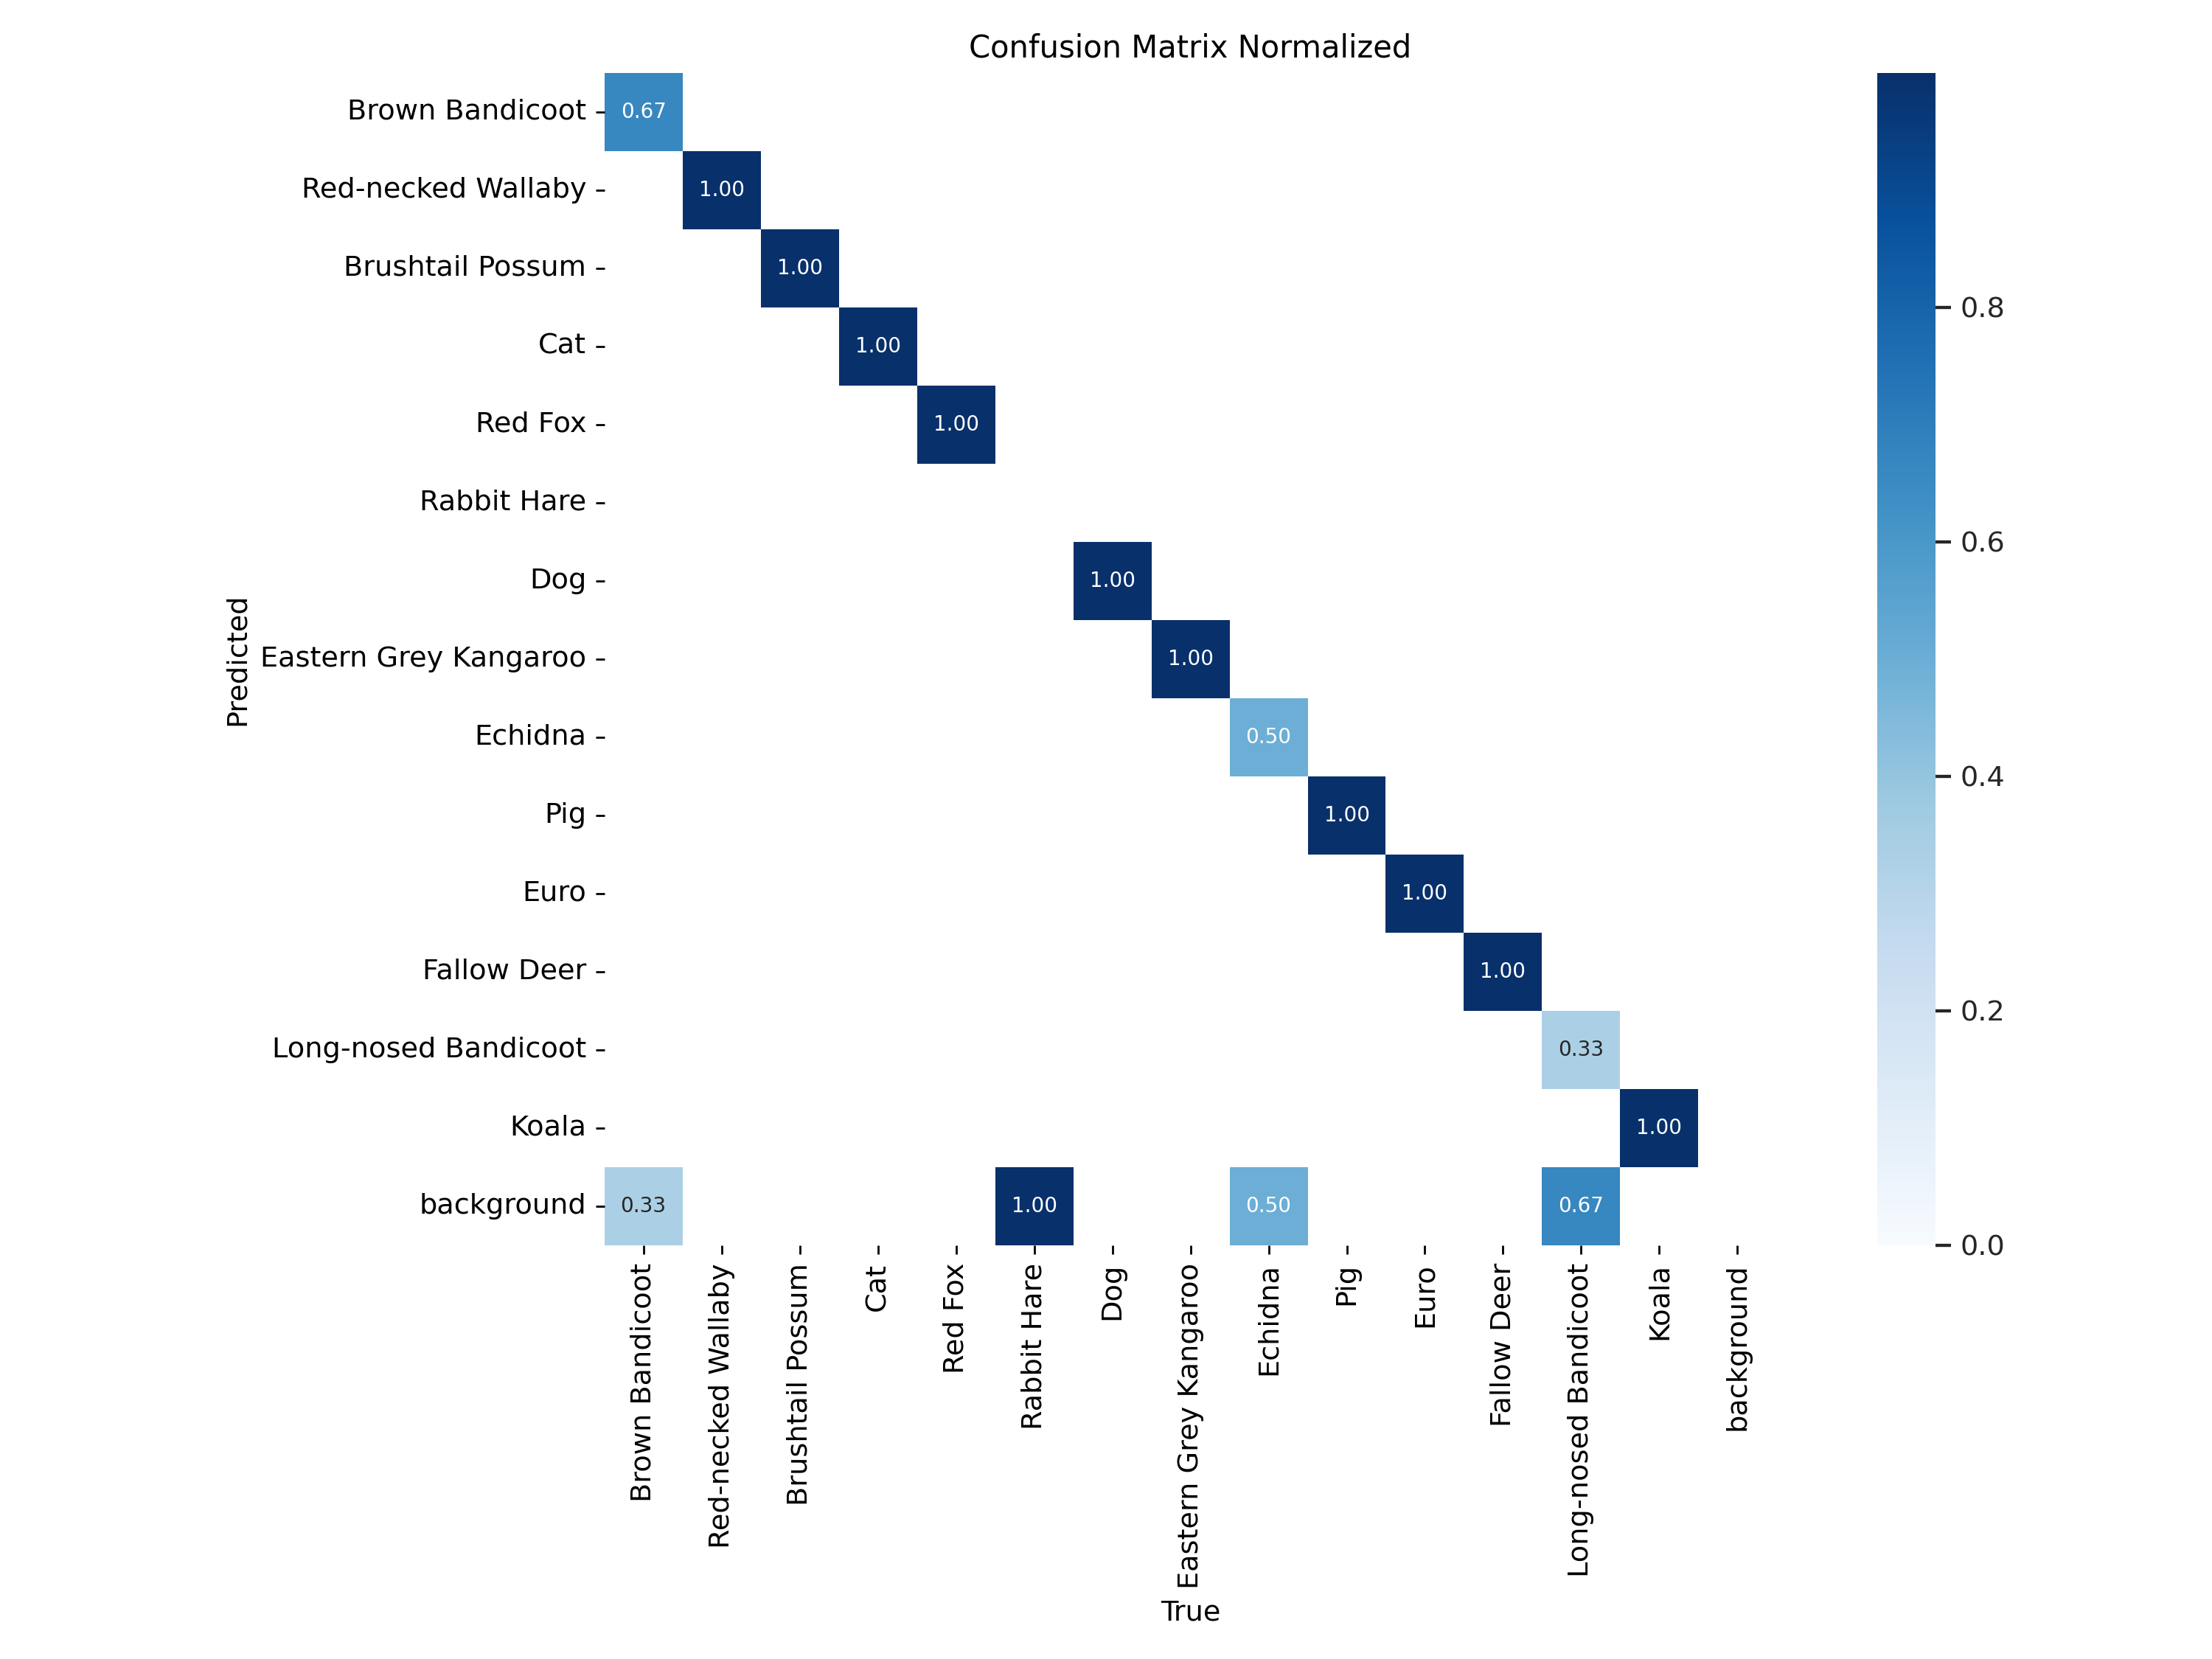 Confusion Matrix Normalized
Brown Bandicoot
0.67
Red-necked Wallaby
1.00
Brushtail Possum
1.00
0.8
Cat
1.00
Red Fox
1.00
Rabbit Hare
0.6
Dog
1.00
Predicted
Eastern Grey Kangaroo
1.00
Echidna
0.50
0.4
Pig
1.00
Euro
1.00
Fallow Deer
1.00
0.2
Long-nosed Bandicoot
0.33
Koala
1.00
background
0.33
1.00
0.50
0.67
0.0
Brown Bandicoot
Red-necked Wallaby
Brushtail Possum
Cat
Red Fox
Rabbit Hare
Dog
Eastern Grey Kangaroo
Echidna
Pig
Euro
Fallow Deer
Long-nosed Bandicoot
Koala
background
True